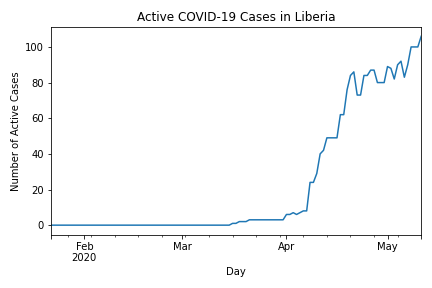 Active COVID-19 Cases in Liberia
Number of Active Cases
100
80
60
40
20
0
Feb
2020
Mar
Apr
May
Day